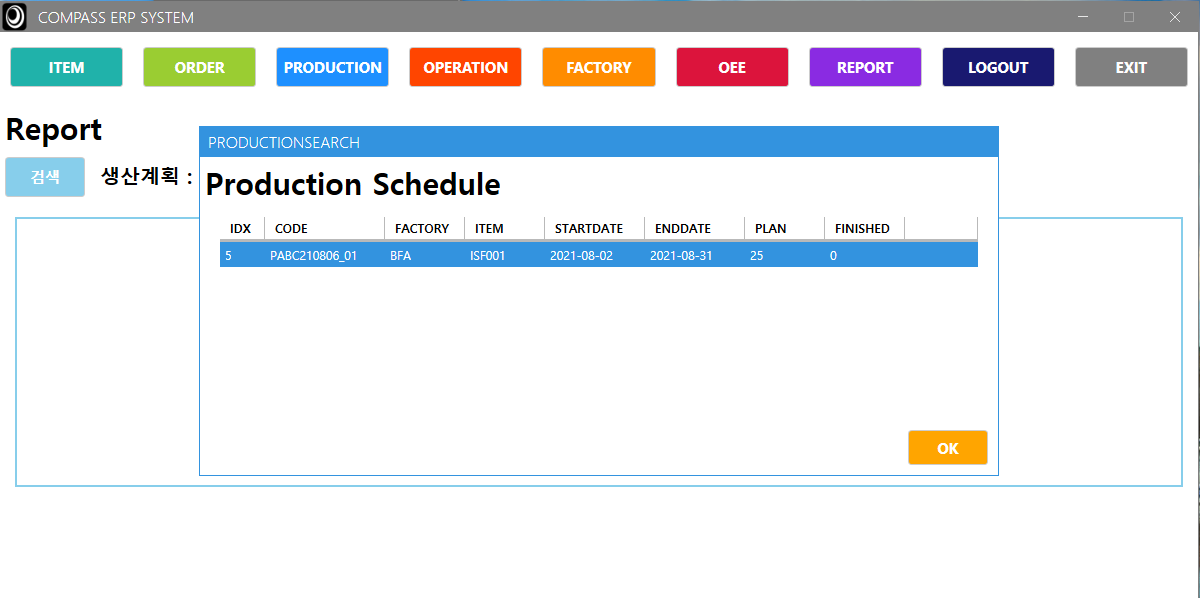 COMPASS ERP SYSTEM
ITEM ORDER PRODUCTION OPERATION FACTORY OEE REPORT LOGOUT EXIT
Report
검색 생산계획 :
PRODUCTIONSEARCH
Production Schedule
IDX CODE FACTORY ITEM STARTDATE ENDDATE PLAN FINISHED
5 PABC210806_01 BFA ISF001 2021-08-02 2021-08-31 25 0
OK